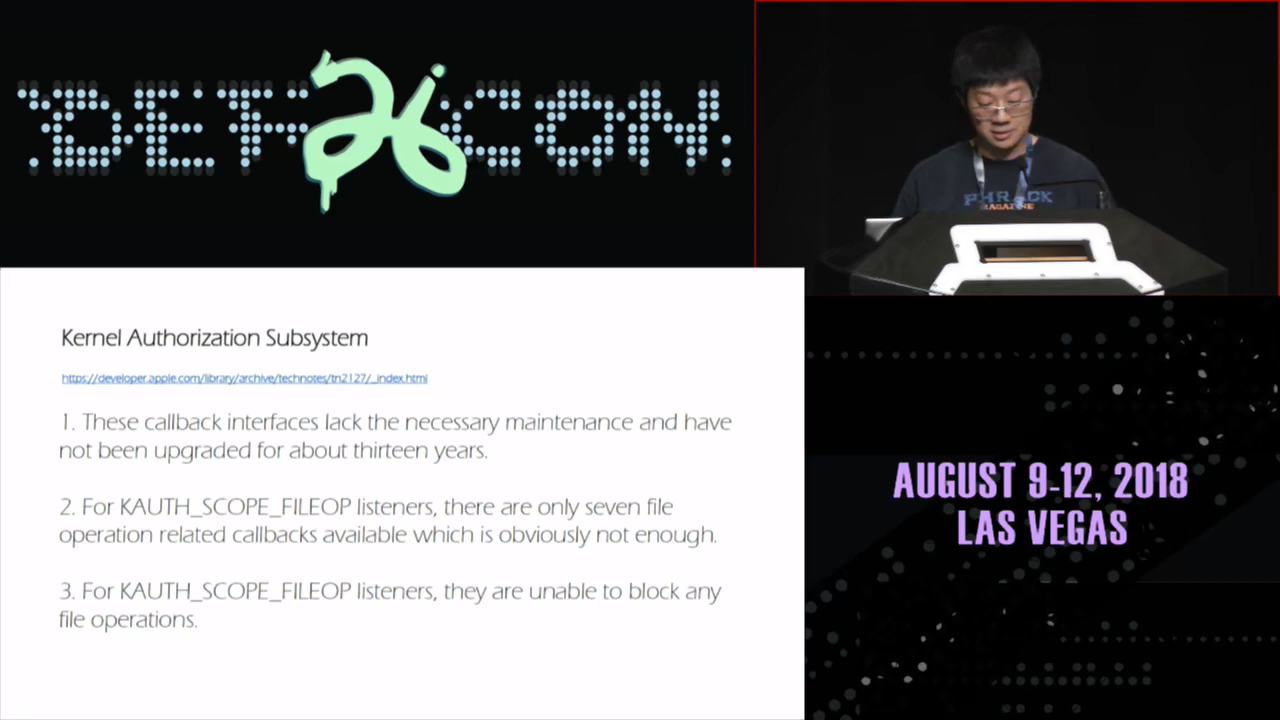 DEF 26 CON
PHRACK
MAGAZINE
Kernel Authorization Subsystem
https://developer.apple.com/library/archive/technotes/tn2127/_index.html
1. These callback interfaces lack the necessary maintenance and have
not been upgraded for about thirteen years.
2. For KAUTH_SCOPE_FILEOP listeners, there are only seven file
operation related callbacks available which is obviously not enough.
3. For KAUTH_SCOPE_FILEOP listeners, they are unable to block any
file operations.
AUGUST 9-12, 2018
LAS VEGAS